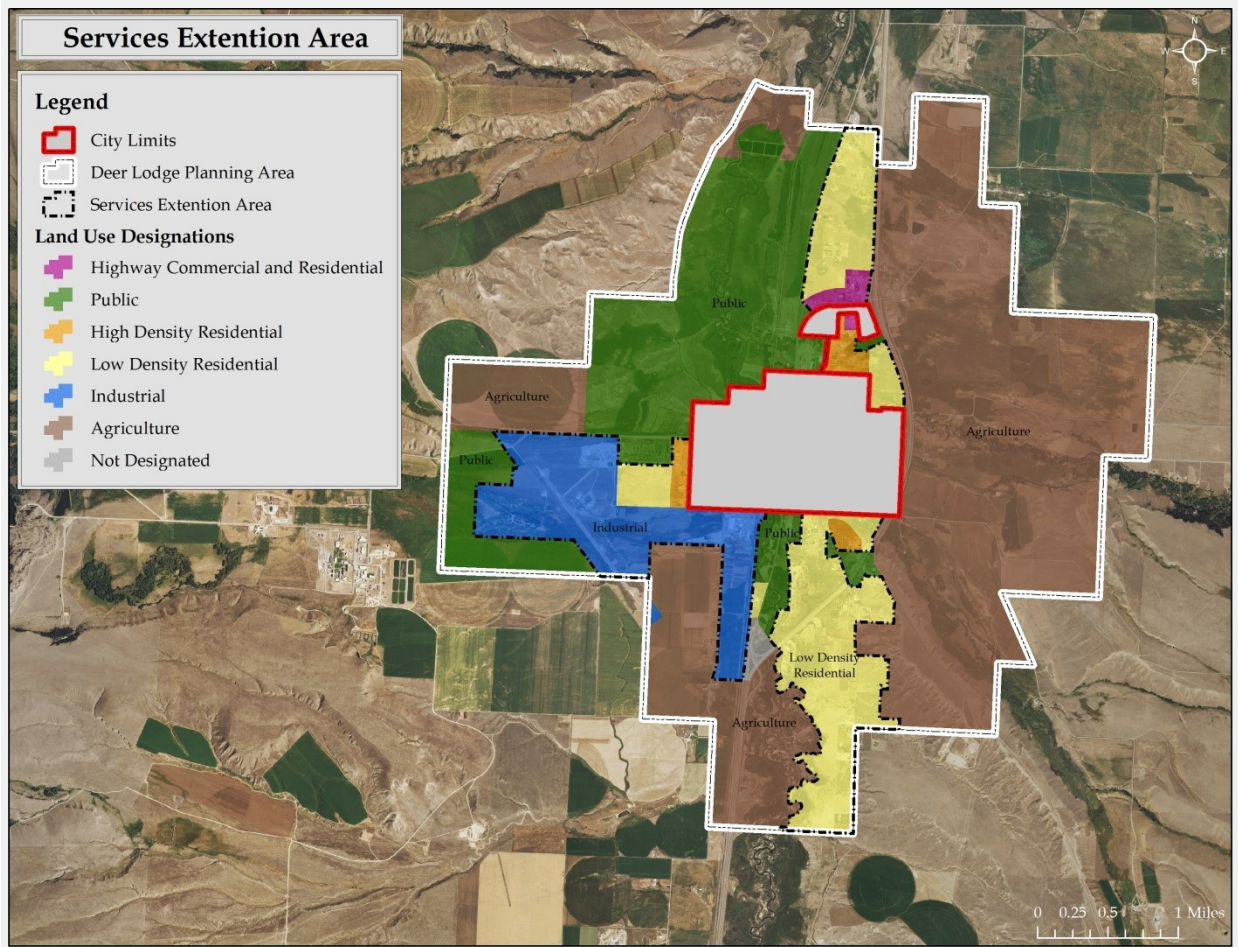 Services Extention Area
N
W E
S
Legend
City Limits
Deer Lodge Planning Area
Services Extention Area
Land Use Designations
Highway Commercial and Residential
Public
High Density Residential
Low Density Residential
Industrial
Agriculture
Not Designated
Public
Agriculture
Agriculture
Public
Industrial
Public
Low Density
Residential
Agriculture
0 0.25 0.5 1 Miles